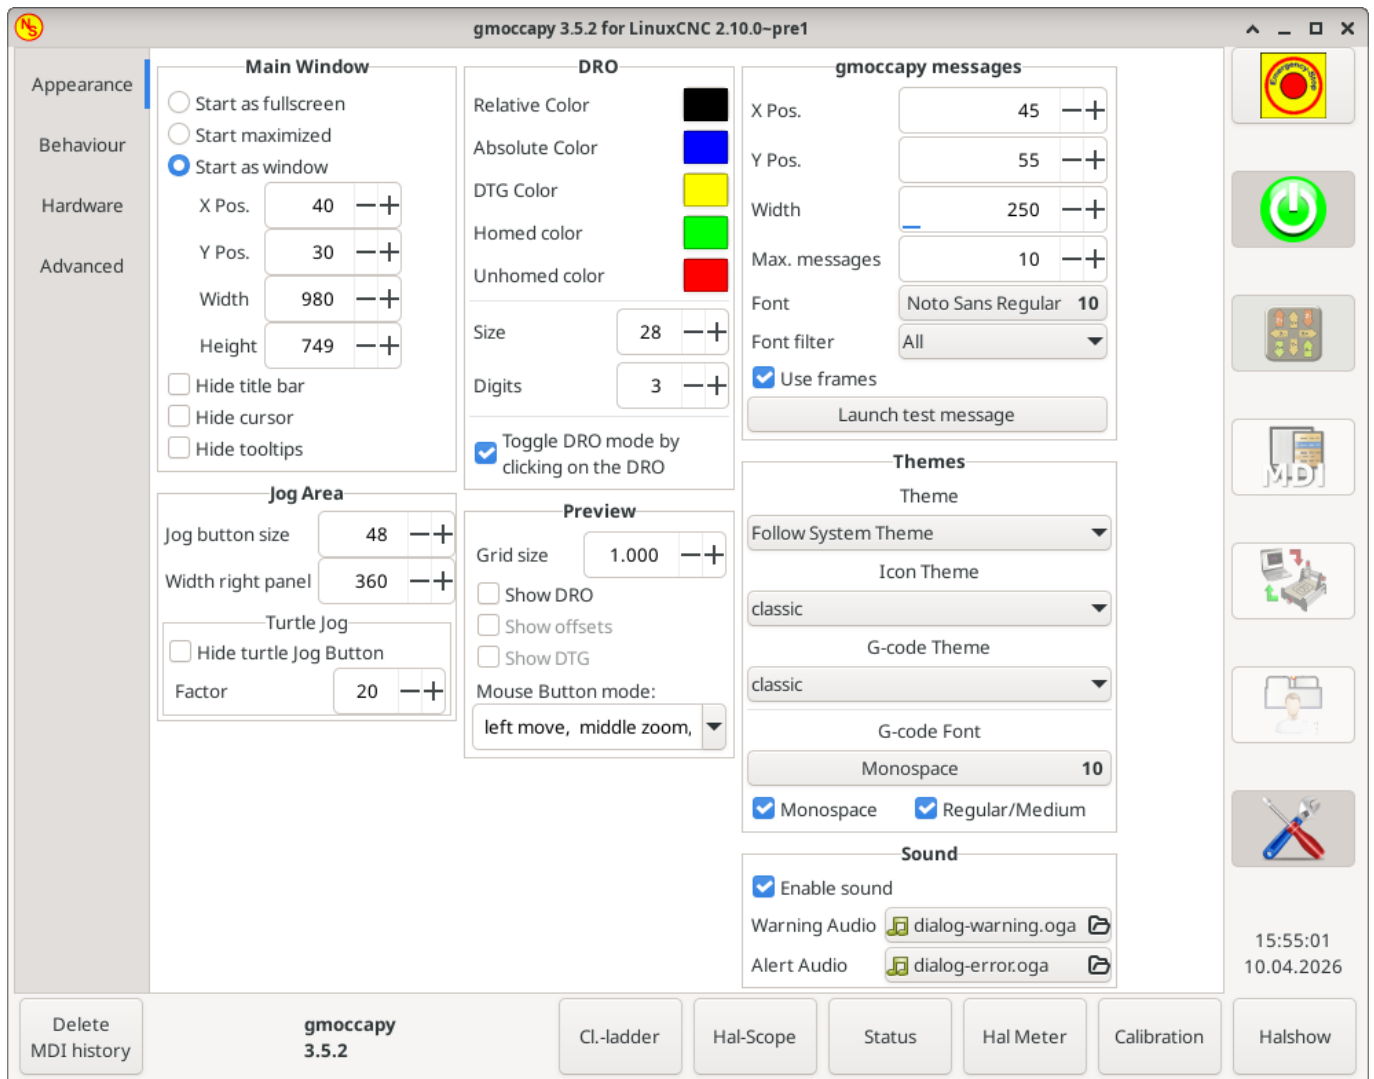 gmoccapy 3.5.2 for LinuxCNC 2.10.0~pre1
Appearance
Behaviour
Hardware
Advanced
Main Window
Start as fullscreen
Start maximized
Start as window
X Pos. 40
Y Pos. 30
Width 980
Height 749
Hide title bar
Hide cursor
Hide tooltips
Jog Area
Jog button size 48
Width right panel 360
Turtle Jog
Hide turtle Jog Button
Factor 20
DRO
Relative Color
Absolute Color
DTG Color
Homed color
Unhomed color
Size 28
Digits 3
Toggle DRO mode by
clicking on the DRO
Preview
Grid size 1.000
Show DRO
Show offsets
Show DTG
Mouse Button mode:
left move, middle zoom,
gmoccapy messages
X Pos. 45
Y Pos. 55
Width 250
Max. messages 10
Font Noto Sans Regular 10
Font filter All
Use frames
Launch test message
Themes
Theme
Follow System Theme
Icon Theme
classic
G-code Theme
classic
G-code Font
Monospace 10
Monospace Regular/Medium
Sound
Enable sound
Warning Audio dialog-warning.oga
Alert Audio dialog-error.oga
Emergency-Stop
MDI
15:55:01
10.04.2026
Delete
MDI history
gmoccapy
3.5.2
Cl.-ladder
Hal-Scope
Status
Hal Meter
Calibration
Halshow